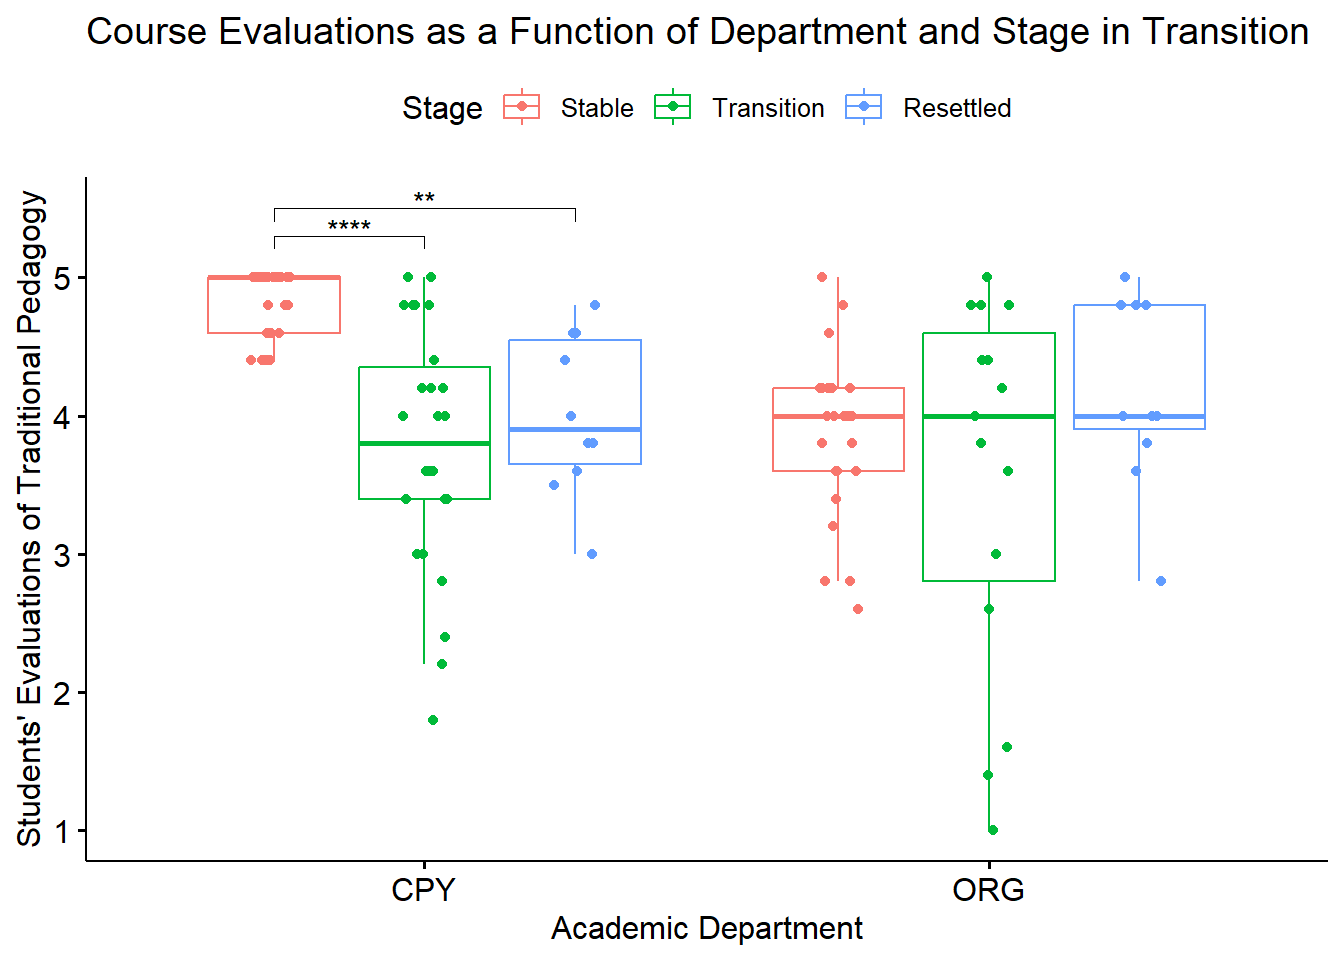 Course Evaluations as a Function of Department and Stage in Transition
Stage Stable Transition Resettled
Students' Evaluations of Traditional Pedagogy
**
****
5
4
3
2
1
CPY ORG
Academic Department